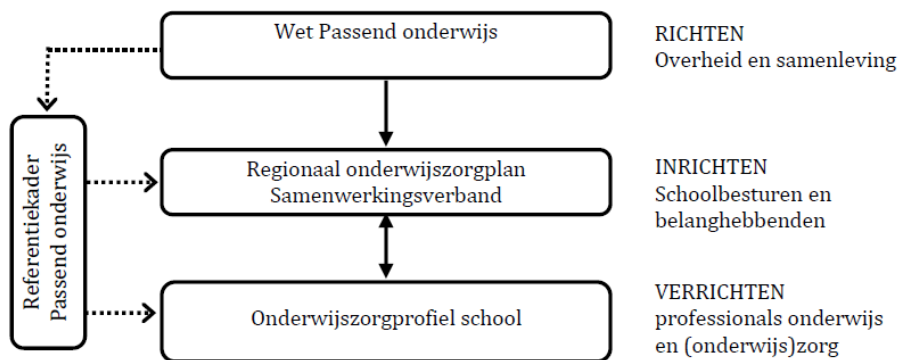 Wet Passend onderwijs
RICHTEN
Overheid en samenleving
Referentiekader
Passend onderwijs
Regionaal onderwijszorgplan
Samenwerkingsverband
INRICHTEN
Schoolbesturen en
belanghebbenden
Onderwijszorgprofiel school
VERRICHTEN
professionals onderwijs
en (onderwijs)zorg